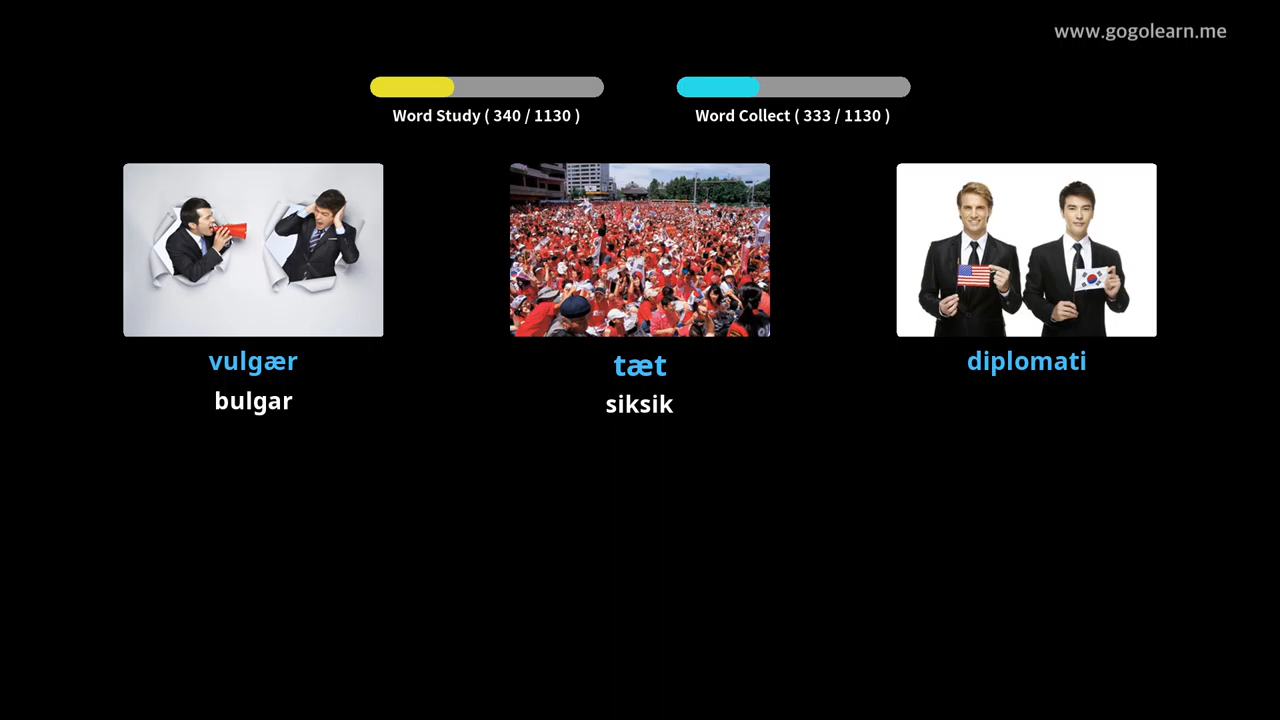 www.gogolearn.me
Word Study ( 340 / 1130 )
Word Collect ( 333 / 1130 )
vulgær
tæt
diplomati
bulgar
siksik